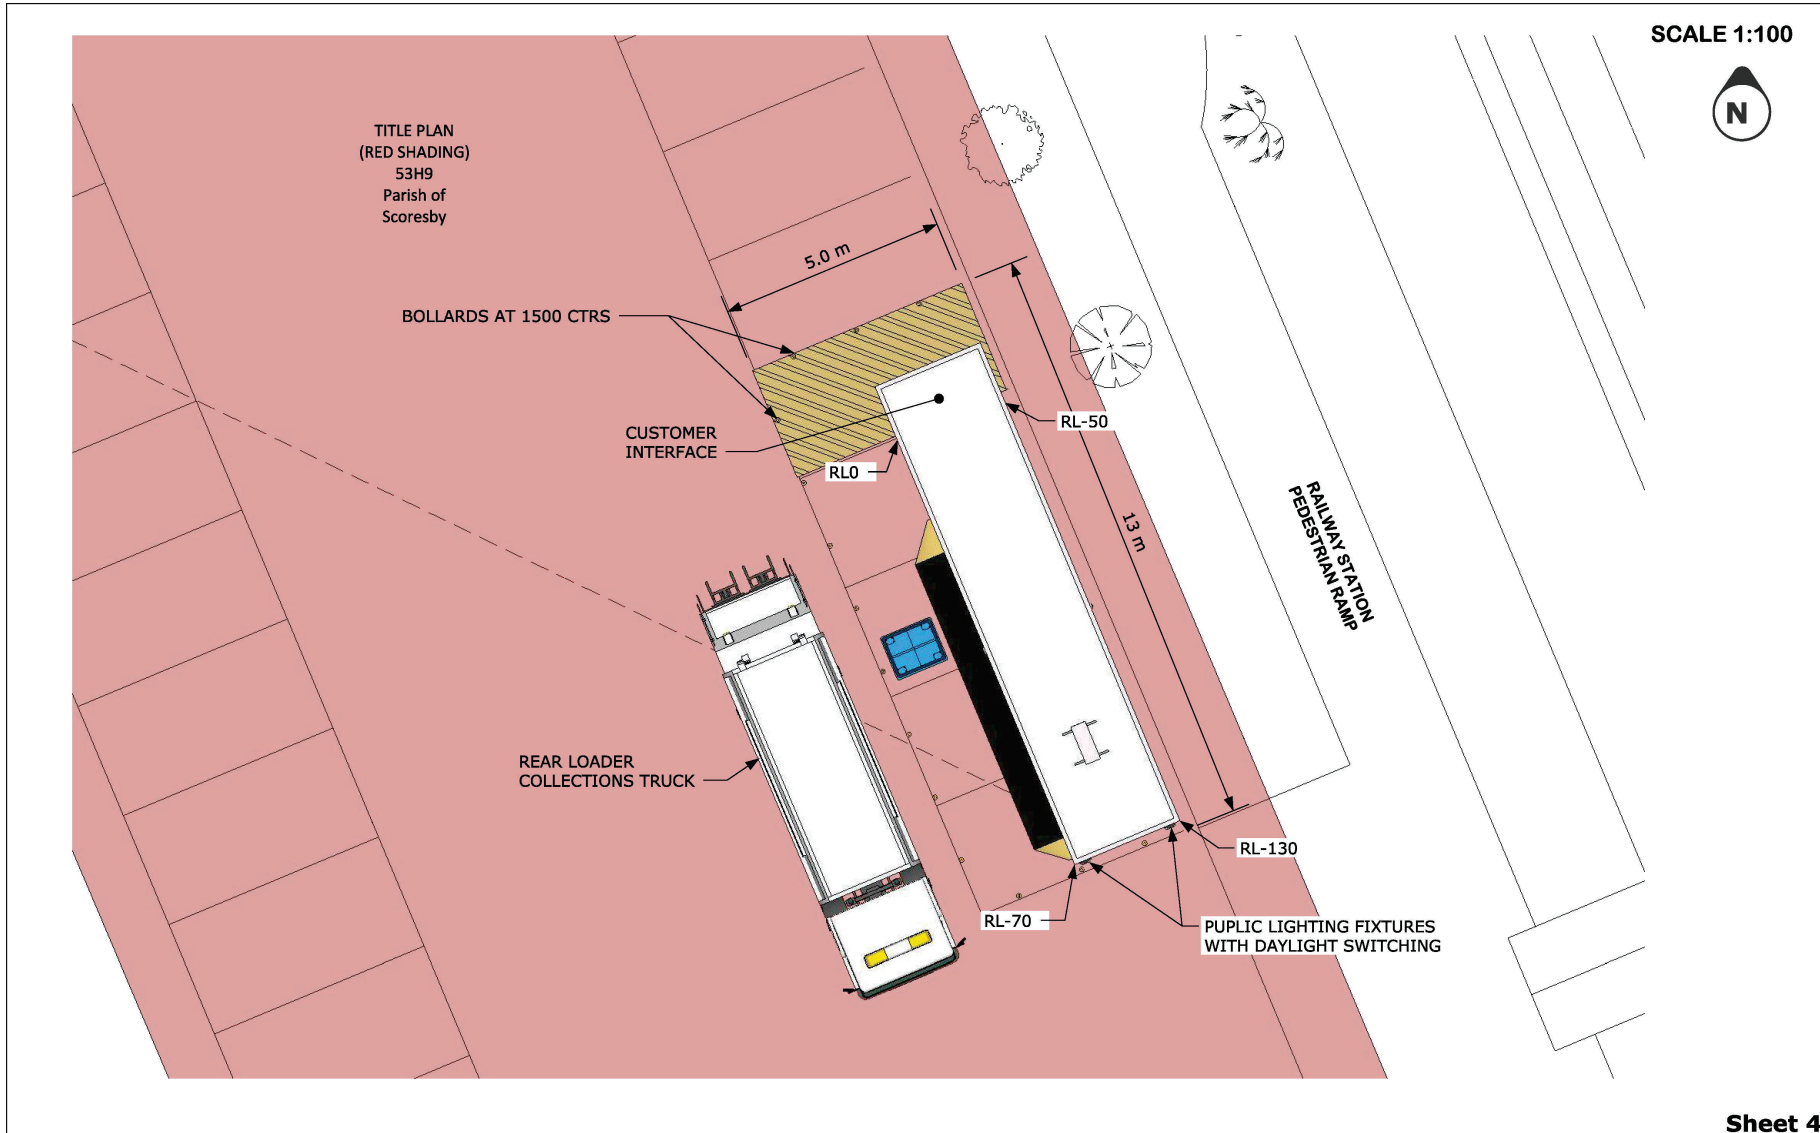 SCALE 1:100
N
TITLE PLAN
(RED SHADING)
53H9
Parish of
Scoresby
5.0 m
BOLLARDS AT 1500 CTRS
RL-50
CUSTOMER
INTERFACE
RL0
13 m
RAILWAY STATION
PEDESTRIAN RAMP
REAR LOADER
COLLECTIONS TRUCK
RL-130
RL-70
PUPLIC LIGHTING FIXTURES
WITH DAYLIGHT SWITCHING
Sheet 4